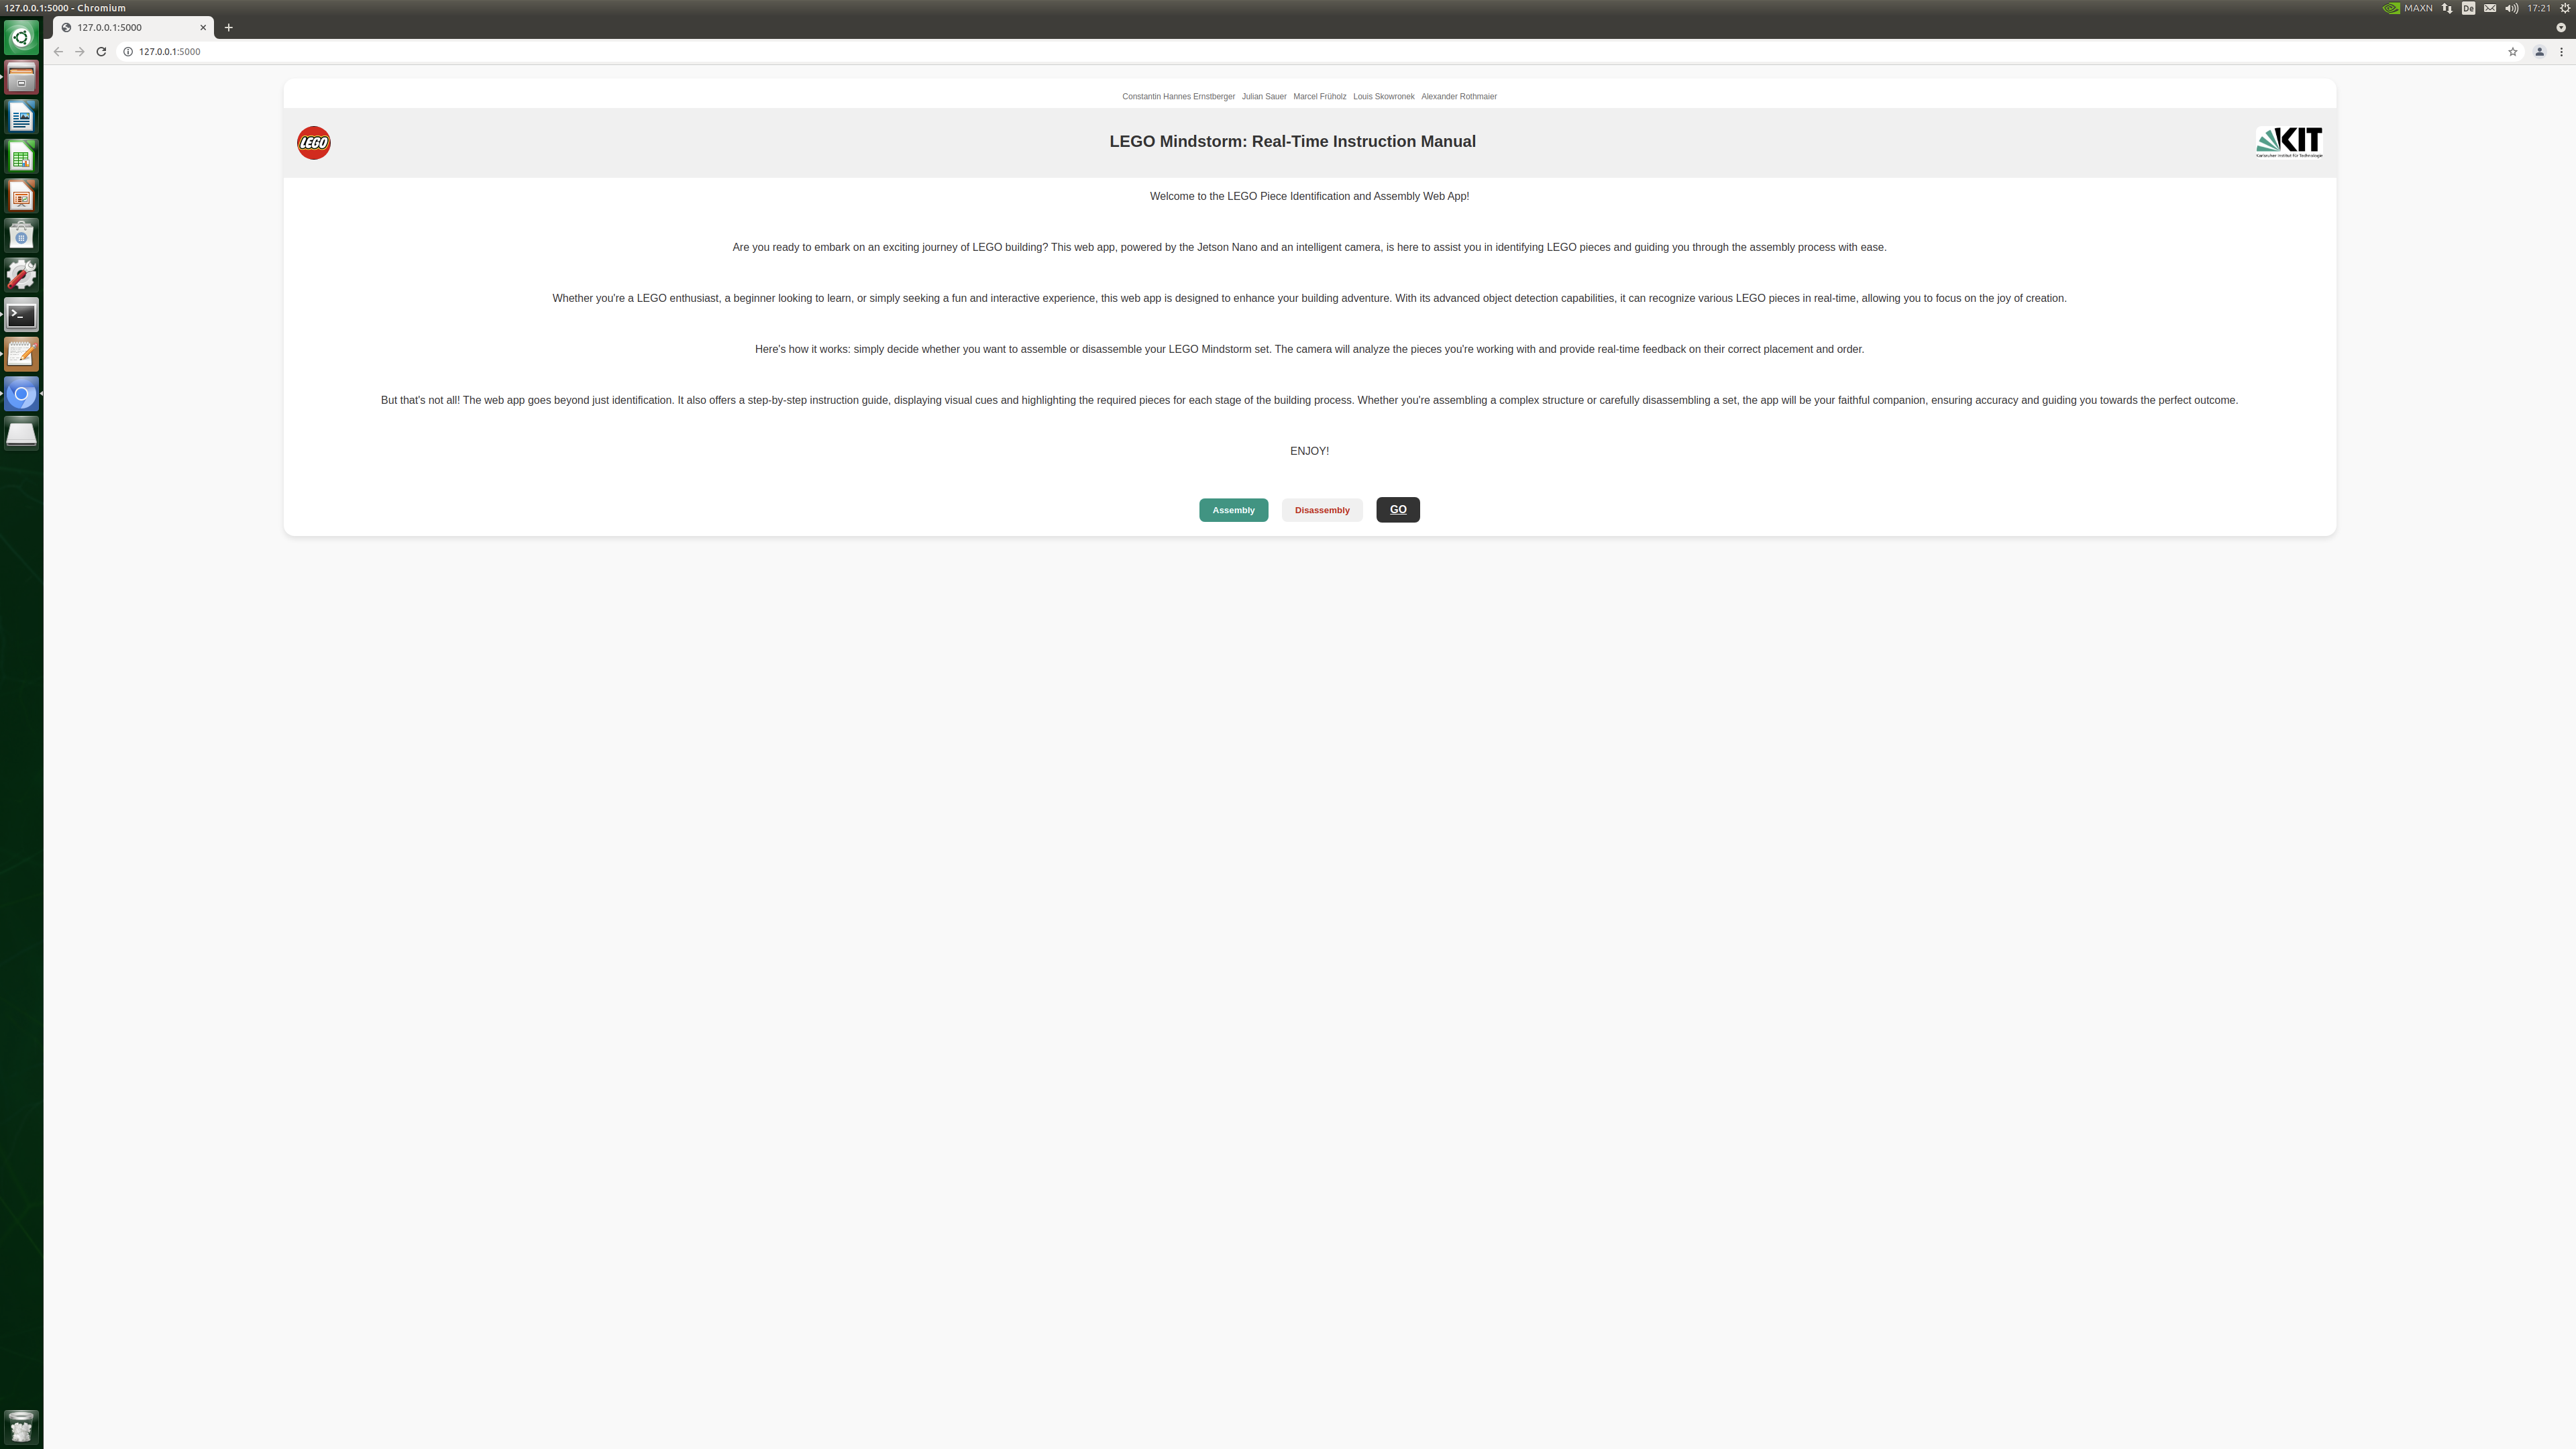 127.0.0.1:5000 - Chromium
MAXN De 17:21
127.0.0.1:5000
127.0.0.1:5000
Constantin Hannes Ernstberger Julian Sauer Marcel Früholz Louis Skowronek Alexander Rothmaier
LEGO
LEGO Mindstorm: Real-Time Instruction Manual
KIT
Karlsruher Institut für Technologie
Welcome to the LEGO Piece Identification and Assembly Web App!
Are you ready to embark on an exciting journey of LEGO building? This web app, powered by the Jetson Nano and an intelligent camera, is here to assist you in identifying LEGO pieces and guiding you through the assembly process with ease.
Whether you're a LEGO enthusiast, a beginner looking to learn, or simply seeking a fun and interactive experience, this web app is designed to enhance your building adventure. With its advanced object detection capabilities, it can recognize various LEGO pieces in real-time, allowing you to focus on the joy of creation.
Here's how it works: simply decide whether you want to assemble or disassemble your LEGO Mindstorm set. The camera will analyze the pieces you're working with and provide real-time feedback on their correct placement and order.
But that's not all! The web app goes beyond just identification. It also offers a step-by-step instruction guide, displaying visual cues and highlighting the required pieces for each stage of the building process. Whether you're assembling a complex structure or carefully disassembling a set, the app will be your faithful companion, ensuring accuracy and guiding you towards the perfect outcome.
ENJOY!
Assembly Disassembly GO